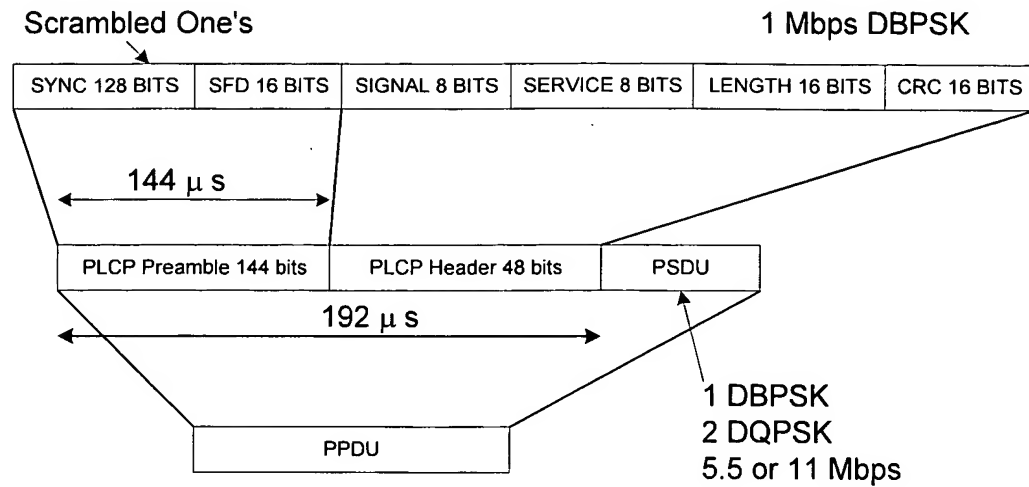 Scrambled One's
1 Mbps DBPSK
SYNC 128 BITS SFD 16 BITS SIGNAL 8 BITS SERVICE 8 BITS LENGTH 16 BITS CRC 16 BITS
144 μ s
PLCP Preamble 144 bits PLCP Header 48 bits PSDU
192 μ s
1 DBPSK
2 DQPSK
5.5 or 11 Mbps
PPDU